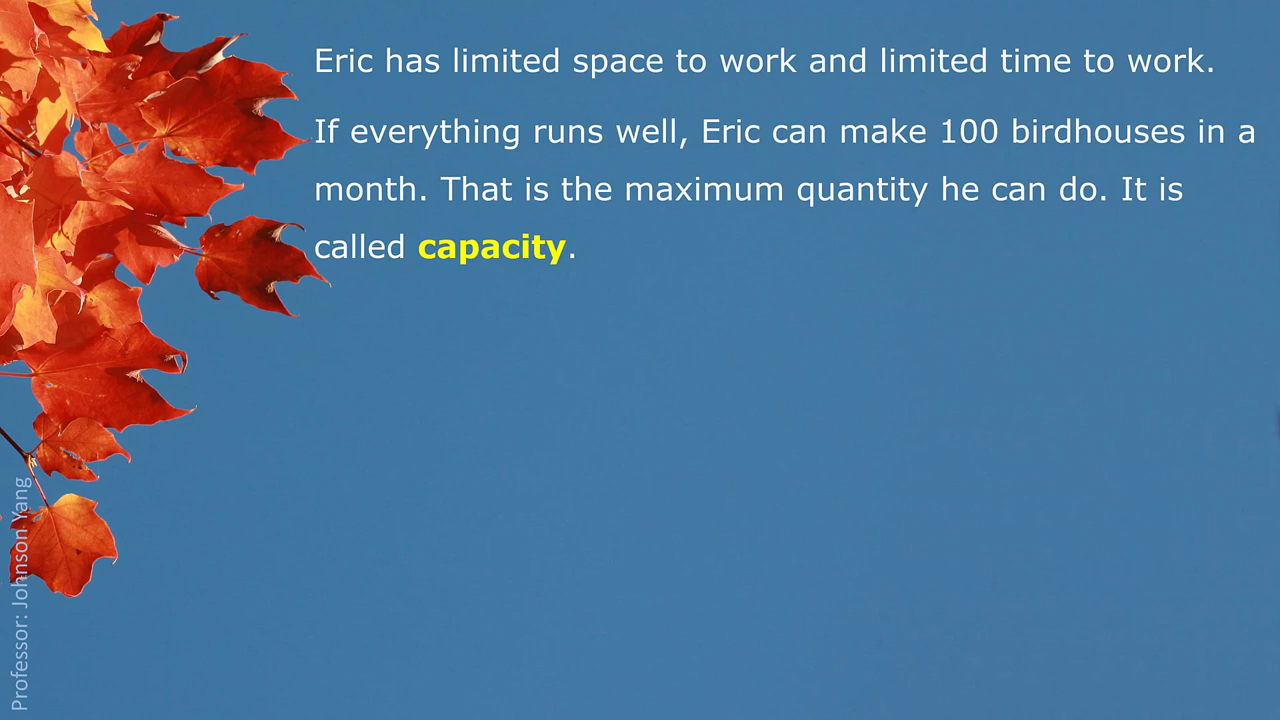 Eric has limited space to work and limited time to work.
If everything runs well, Eric can make 100 birdhouses in a
month. That is the maximum quantity he can do. It is
called capacity.
Professor: Johnson Yang